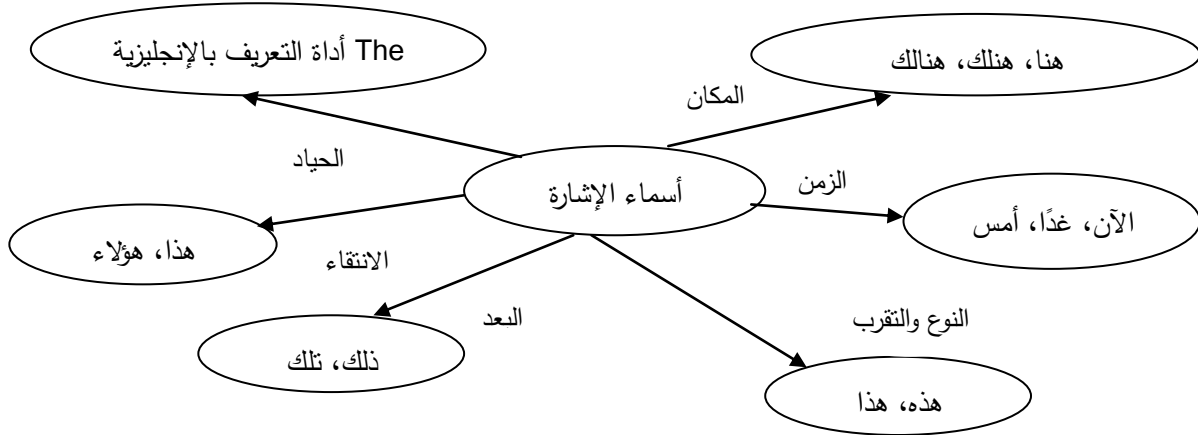 هنا، هنلك، هنالك
أداة التعريف بالإنجليزية The
المكان
الحياد
أسماء الإشارة
الزمن
الآن، غدًا، أمس
هذا، هؤلاء
الانتقاء
البعد
النوع والتقرب
ذلك، تلك
هذه، هذا